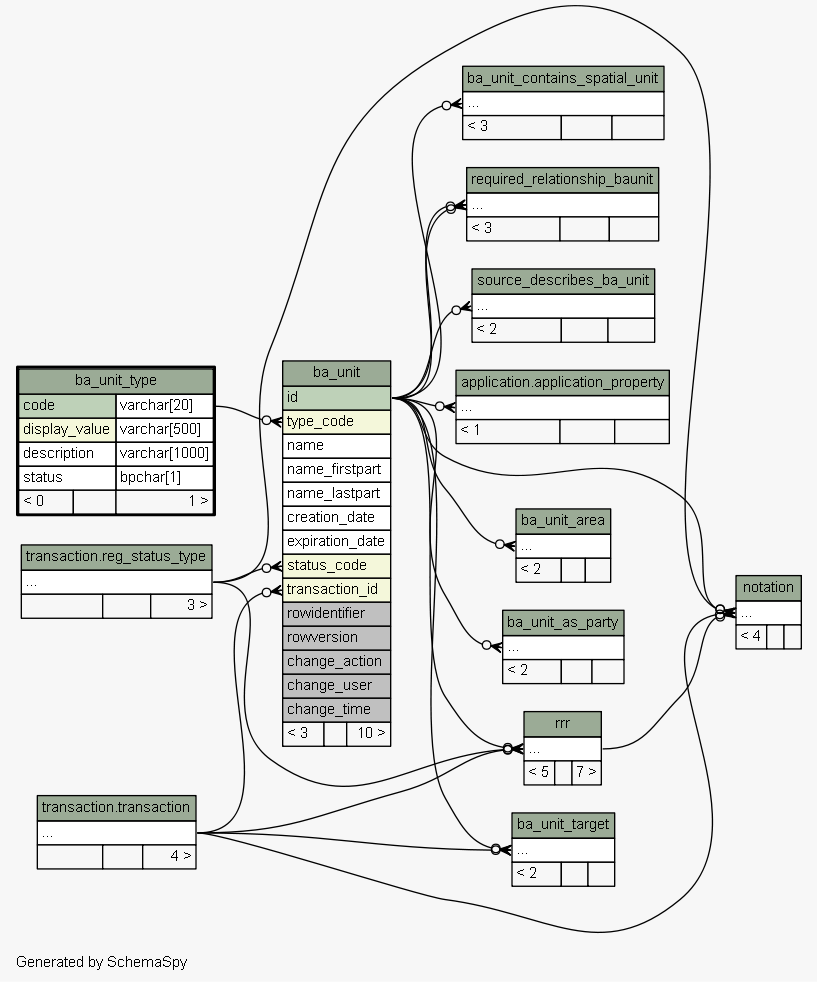 ba_unit_contains_spatial_unit
...
< 3
required_relationship_baunit
...
< 3
source_describes_ba_unit
...
< 2
application.application_property
...
< 1
ba_unit_type
code varchar[20]
display_value varchar[500]
description varchar[1000]
status bpchar[1]
< 0 1 >
ba_unit
id
type_code
name
name_firstpart
name_lastpart
creation_date
expiration_date
status_code
transaction_id
rowidentifier
rowversion
change_action
change_user
change_time
< 3 10 >
transaction.reg_status_type
...
3 >
ba_unit_area
...
< 2
notation
...
< 4
ba_unit_as_party
...
< 2
rrr
...
< 5 7 >
transaction.transaction
...
4 >
ba_unit_target
...
< 2
Generated by SchemaSpy